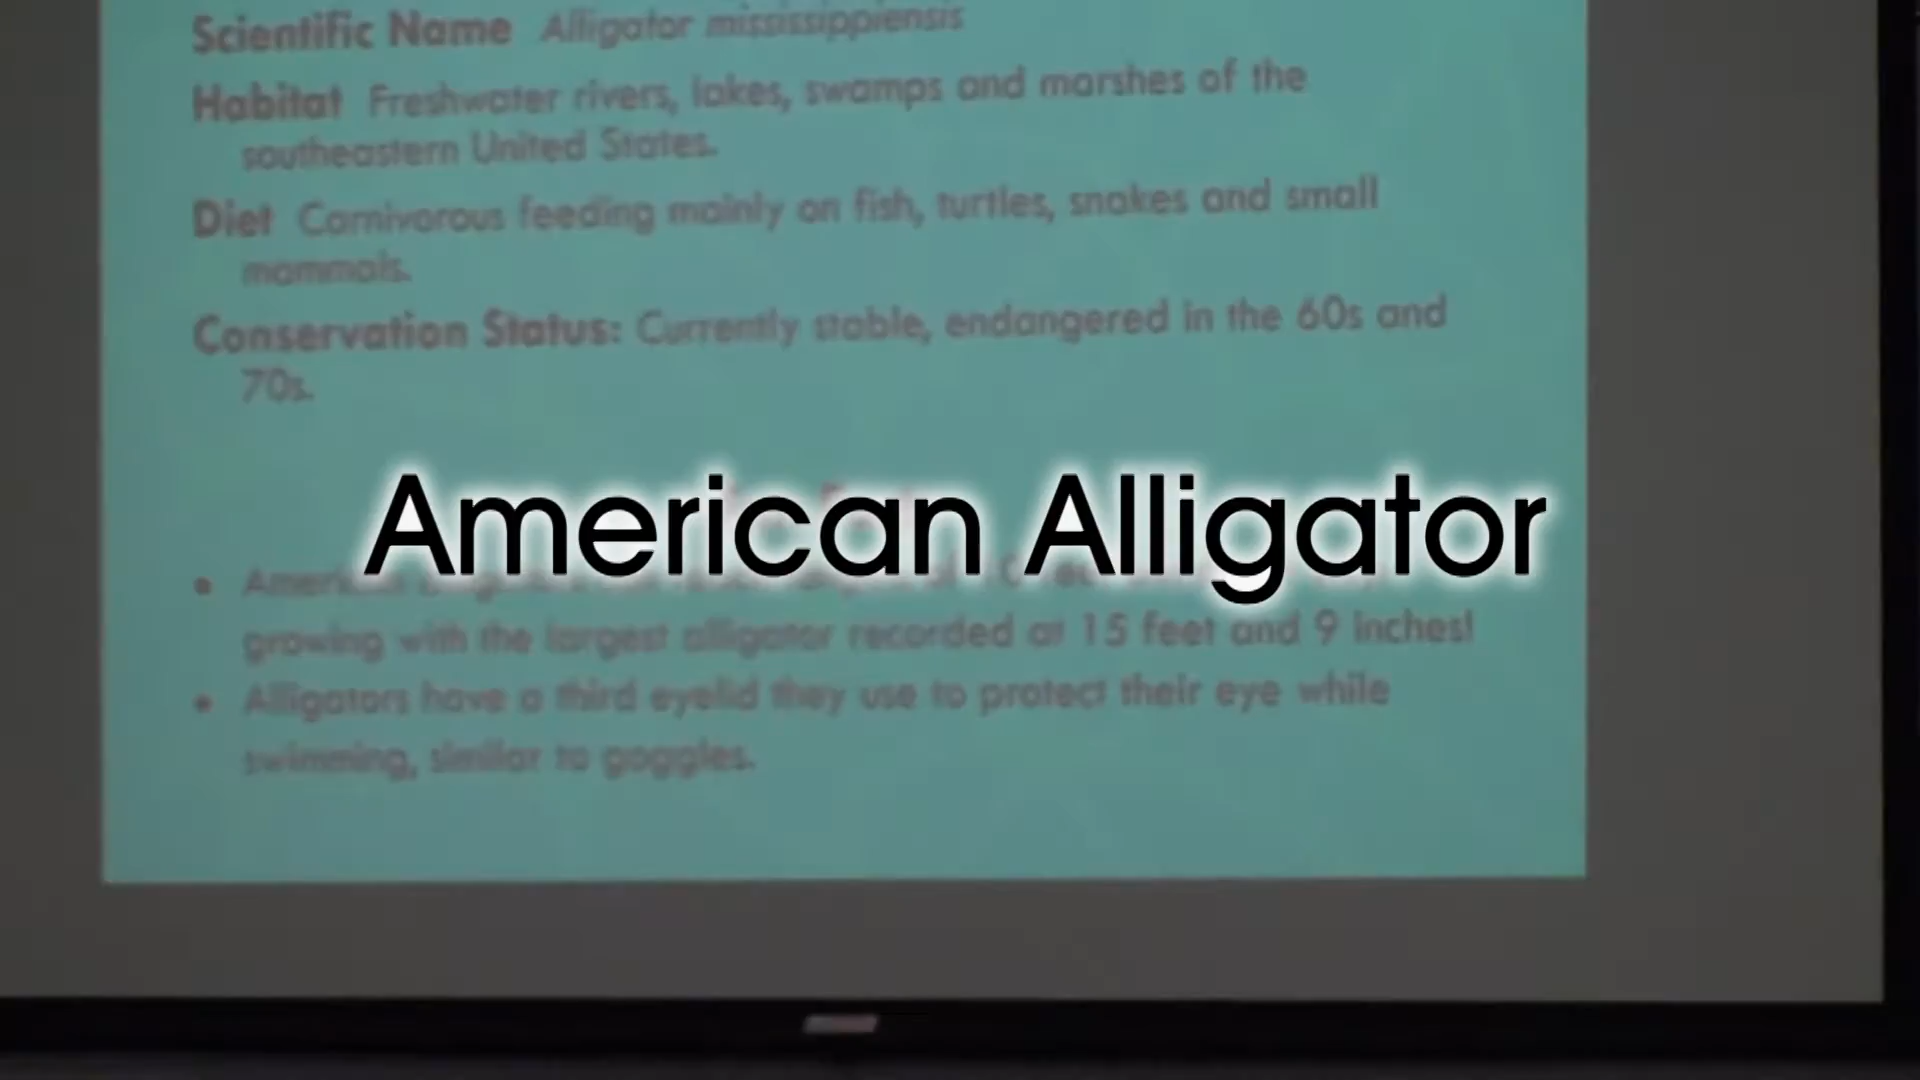 Scientific Name Alligator mississippiensis
Habitat Freshwater rivers, lakes, swamps and marshes of the
southeastern United States.
Diet Carnivorous feeding mainly on fish, turtles, snakes and small
mammals.
Conservation Status: Currently stable, endangered in the 60s and
70s.
American Alligator
• American
growing with the largest alligator recorded at 15 feet and 9 inches!
• Alligators have a third eyelid they use to protect their eye while
swimming, similar to goggles.